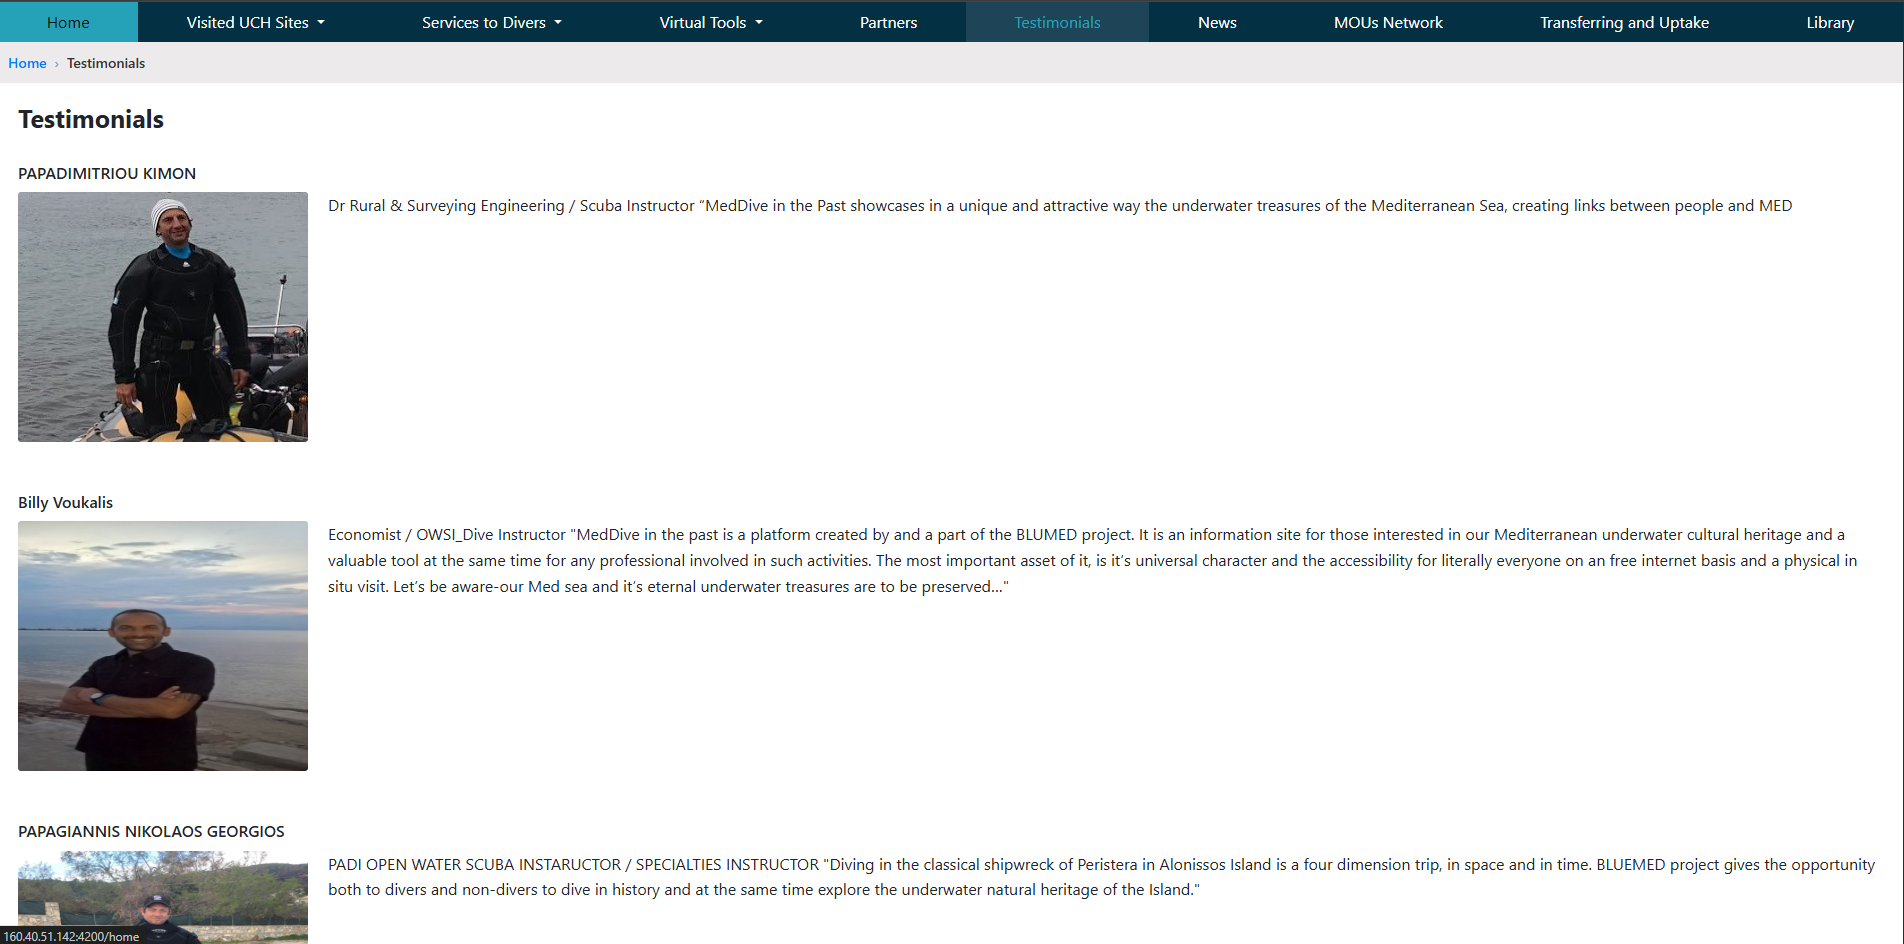 Home Visited UCH Sites Services to Divers Virtual Tools Partners Testimonials News MOUs Network Transferring and Uptake Library
Home › Testimonials
Testimonials
PAPADIMITRIOU KIMON
Dr Rural & Surveying Engineering / Scuba Instructor “MedDive in the Past showcases in a unique and attractive way the underwater treasures of the Mediterranean Sea, creating links between people and MED
Billy Voukalis
Economist / OWSI_Dive Instructor "MedDive in the past is a platform created by and a part of the BLUMED project. It is an information site for those interested in our Mediterranean underwater cultural heritage and a
valuable tool at the same time for any professional involved in such activities. The most important asset of it, is it’s universal character and the accessibility for literally everyone on an free internet basis and a physical in
situ visit. Let’s be aware-our Med sea and it’s eternal underwater treasures are to be preserved…"
PAPAGIANNIS NIKOLAOS GEORGIOS
PADI OPEN WATER SCUBA INSTARUCTOR / SPECIALTIES INSTRUCTOR "Diving in the classical shipwreck of Peristera in Alonissos Island is a four dimension trip, in space and in time. BLUEMED project gives the opportunity
both to divers and non-divers to dive in history and at the same time explore the underwater natural heritage of the Island."
160.40.51.142:4200/home